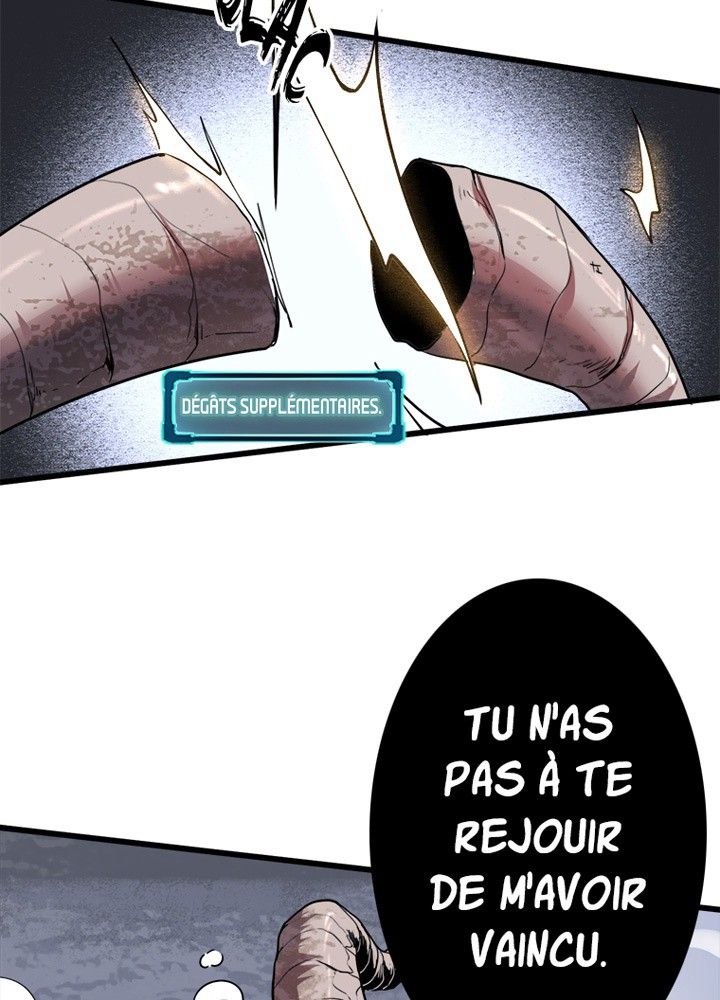 DÉGÂTS SUPPLÉMENTAIRES.
TU N'AS
PAS À TE
REJOUIR
DE M'AVOIR
VAINCU.